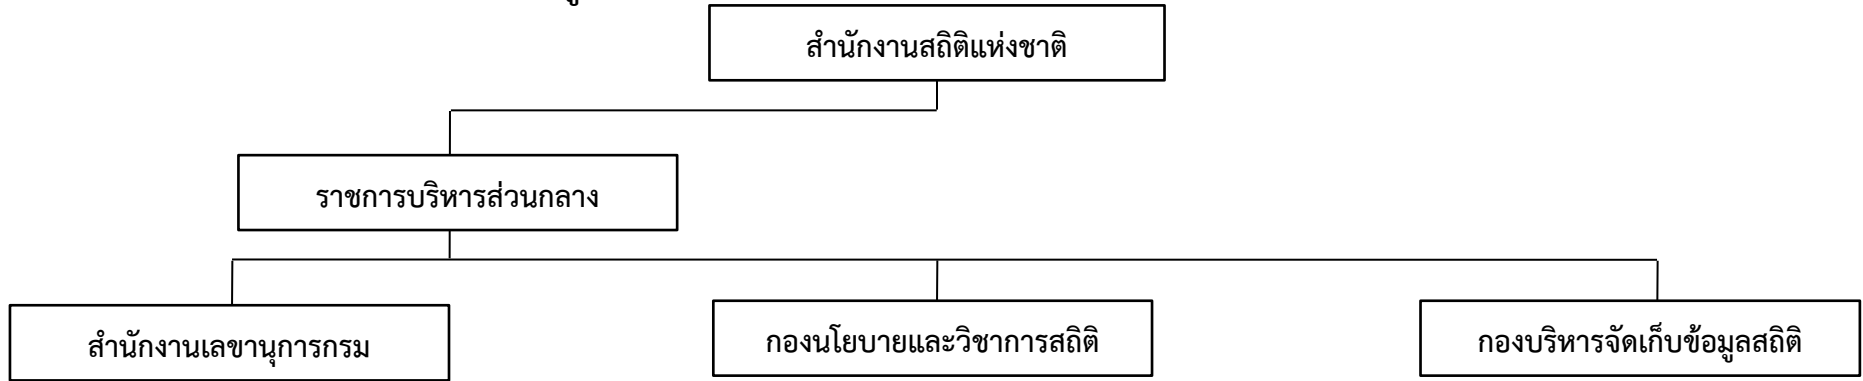 สำนักงานสถิติแห่งชาติ
ราชการบริหารส่วนกลาง
สำนักงานเลขานุการกรม
กองนโยบายและวิชาการสถิติ
กองบริหารจัดเก็บข้อมูลสถิติ